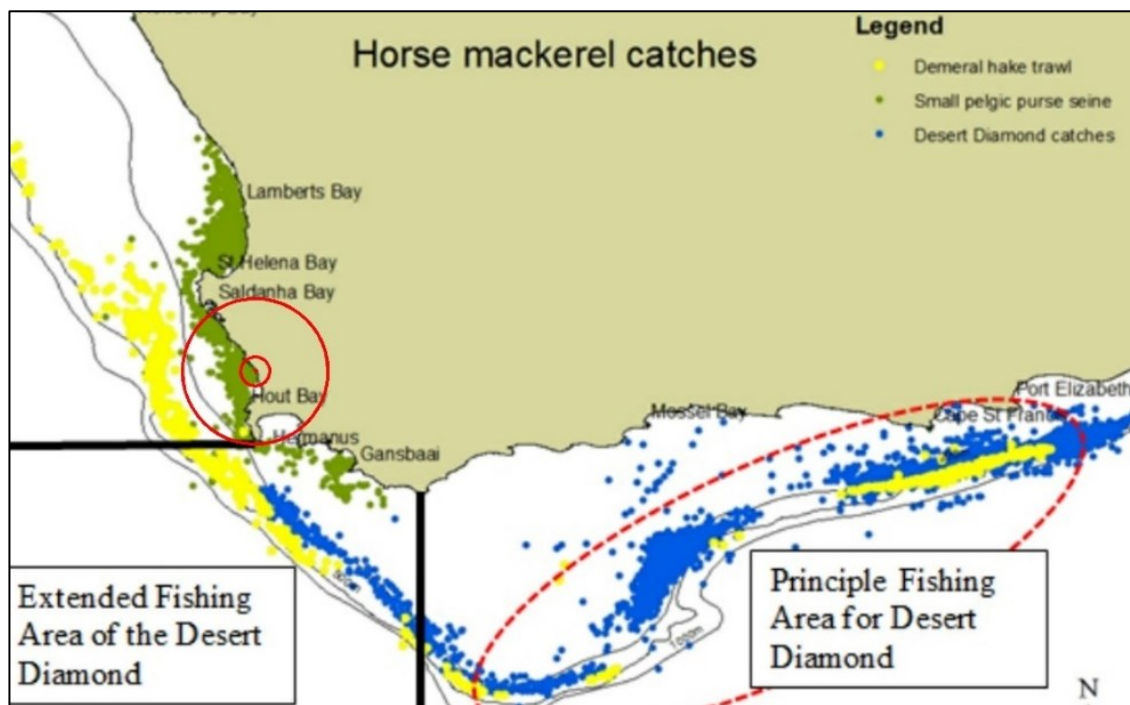 Horse mackerel catches
Legend
Demeral hake trawl
Small pelgic purse seine
Desert Diamond catches
Lamberts Bay
St Helena Bay
Saldanha Bay
Hout Bay
Hermanus
Gansbaai
Mossel Bay
Port Elizabeth
Cape St Francis
Extended Fishing
Area of the Desert
Diamond
Principle Fishing
Area for Desert
Diamond
1000m
N